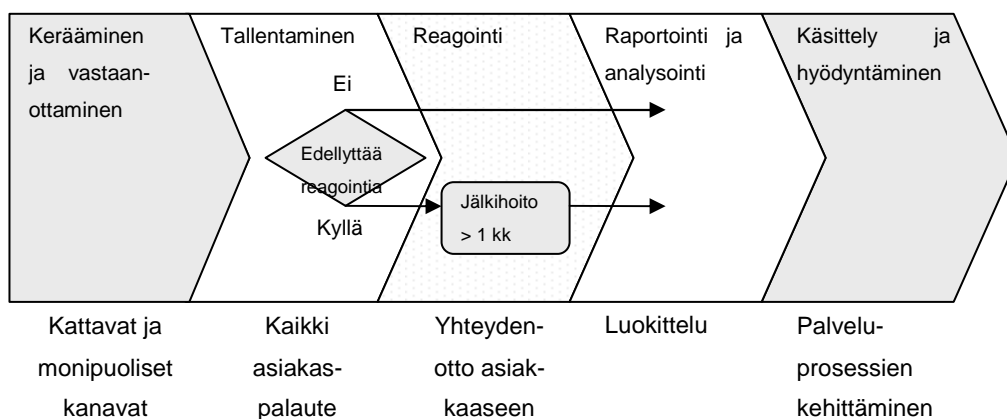 Kerääminen
ja vastaan-
ottaminen
Tallentaminen
Ei
Edellyttää
reagointia
Kyllä
Reagointi
Jälkihoito
> 1 kk
Raportointi ja
analysointi
Käsittely ja
hyödyntäminen
Kattavat ja
monipuoliset
kanavat
Kaikki
asiakas-
palaute
Yhteyden-
otto asiak-
kaaseen
Luokittelu
Palvelu-
prosessien
kehittäminen